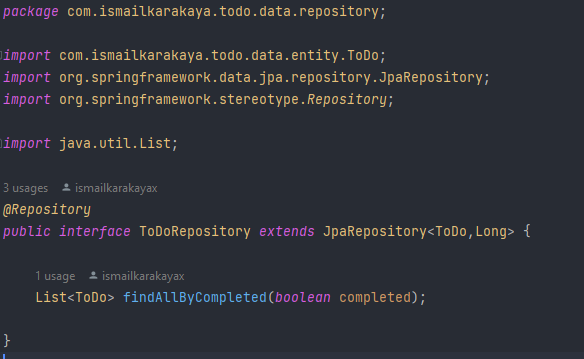 package com.ismailkarakaya.todo.data.repository;
import com.ismailkarakaya.todo.data.entity.ToDo;
import org.springframework.data.jpa.repository.JpaRepository;
import org.springframework.stereotype.Repository;
import java.util.List;
3 usages ismailkarakayax
@Repository
public interface ToDoRepository extends JpaRepository<ToDo,Long> {
1 usage ismailkarakayax
List<ToDo> findAllByCompleted(boolean completed);
}